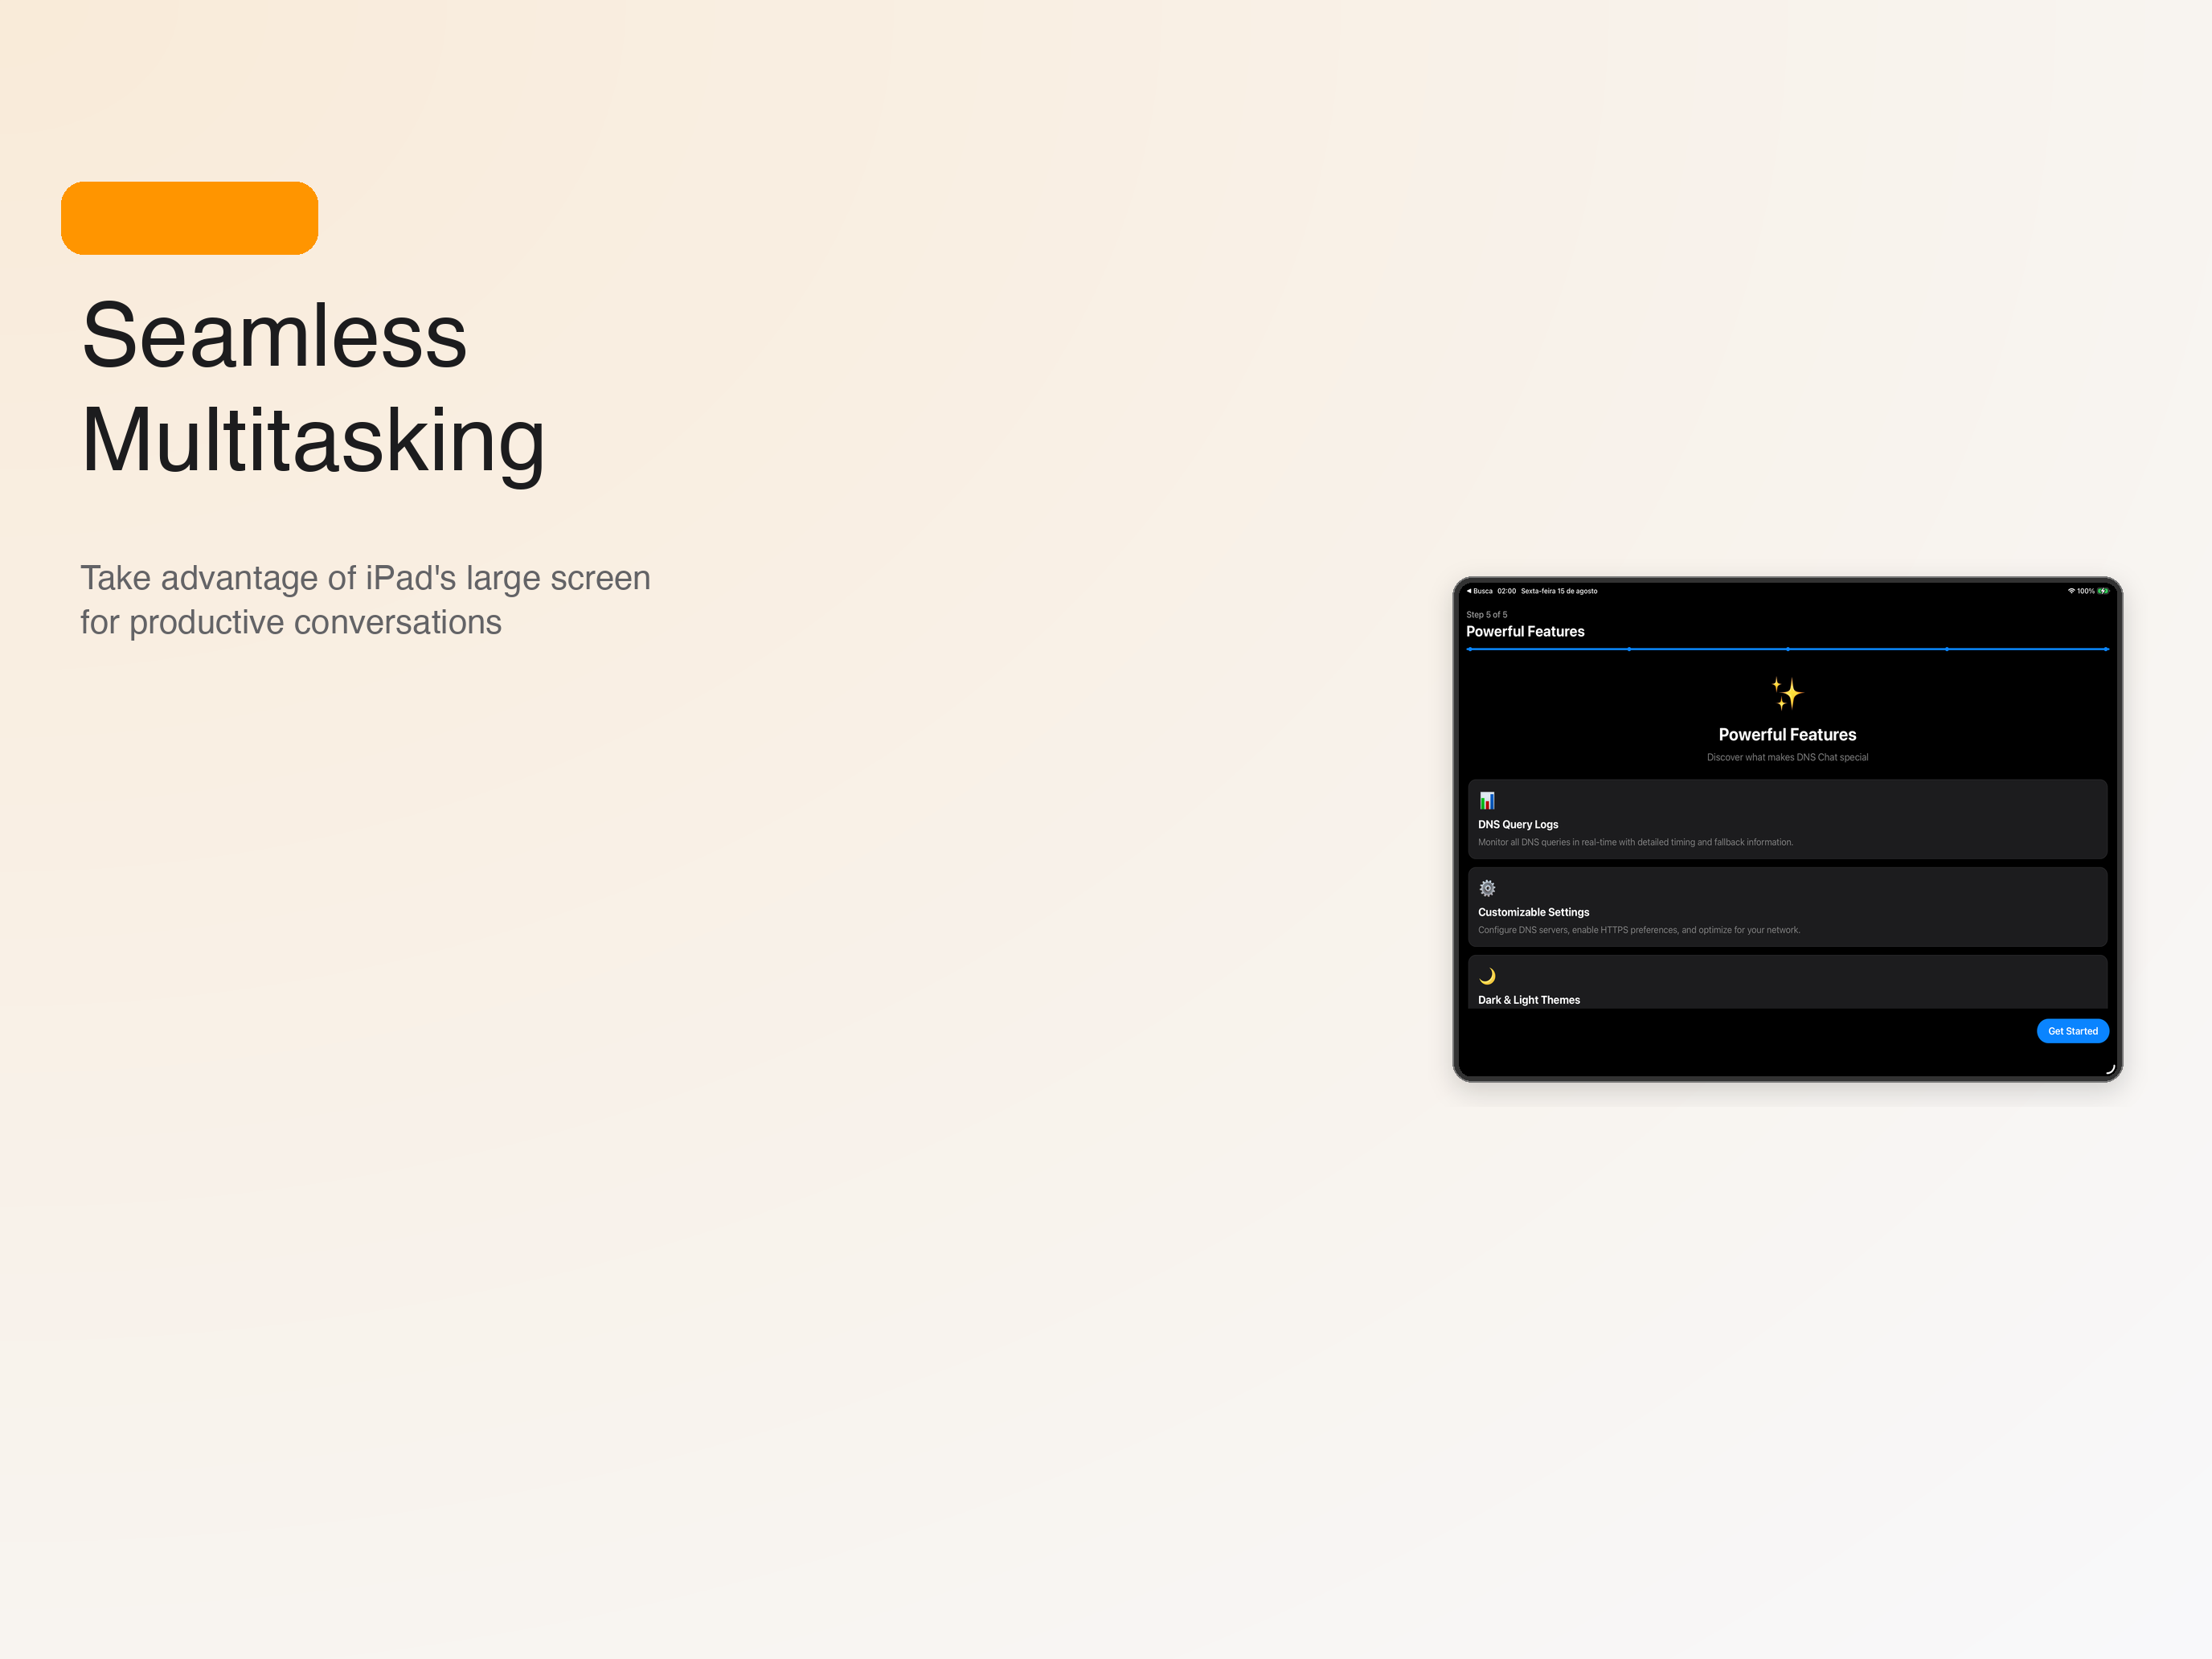 Seamless
Multitasking
Take advantage of iPad's large screen
for productive conversations
Busca 02:00 Sexta-feira 15 de agosto
100%
Step 5 of 5
Powerful Features
Powerful Features
Discover what makes DNS Chat special
DNS Query Logs
Monitor all DNS queries in real-time with detailed timing and fallback information.
Customizable Settings
Configure DNS servers, enable HTTPS preferences, and optimize for your network.
Dark & Light Themes
Get Started